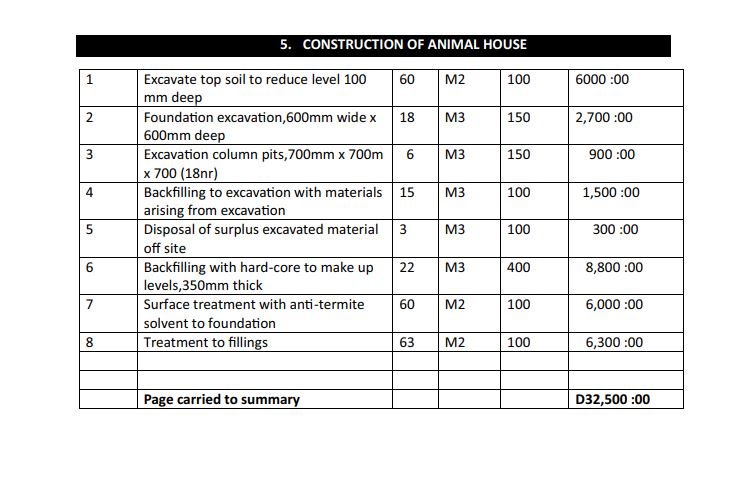 5. CONSTRUCTION OF ANIMAL HOUSE
1 Excavate top soil to reduce level 100 60 M2 100 6000 :00
mm deep
2 Foundation excavation,600mm wide x 18 M3 150 2,700 :00
600mm deep
3 Excavation column pits,700mm x 700m 6 M3 150 900 :00
x 700 (18nr)
4 Backfilling to excavation with materials 15 M3 100 1,500 :00
arising from excavation
5 Disposal of surplus excavated material 3 M3 100 300 :00
off site
6 Backfilling with hard-core to make up 22 M3 400 8,800 :00
levels,350mm thick
7 Surface treatment with anti-termite 60 M2 100 6,000 :00
solvent to foundation
8 Treatment to fillings 63 M2 100 6,300 :00
Page carried to summary D32,500 :00